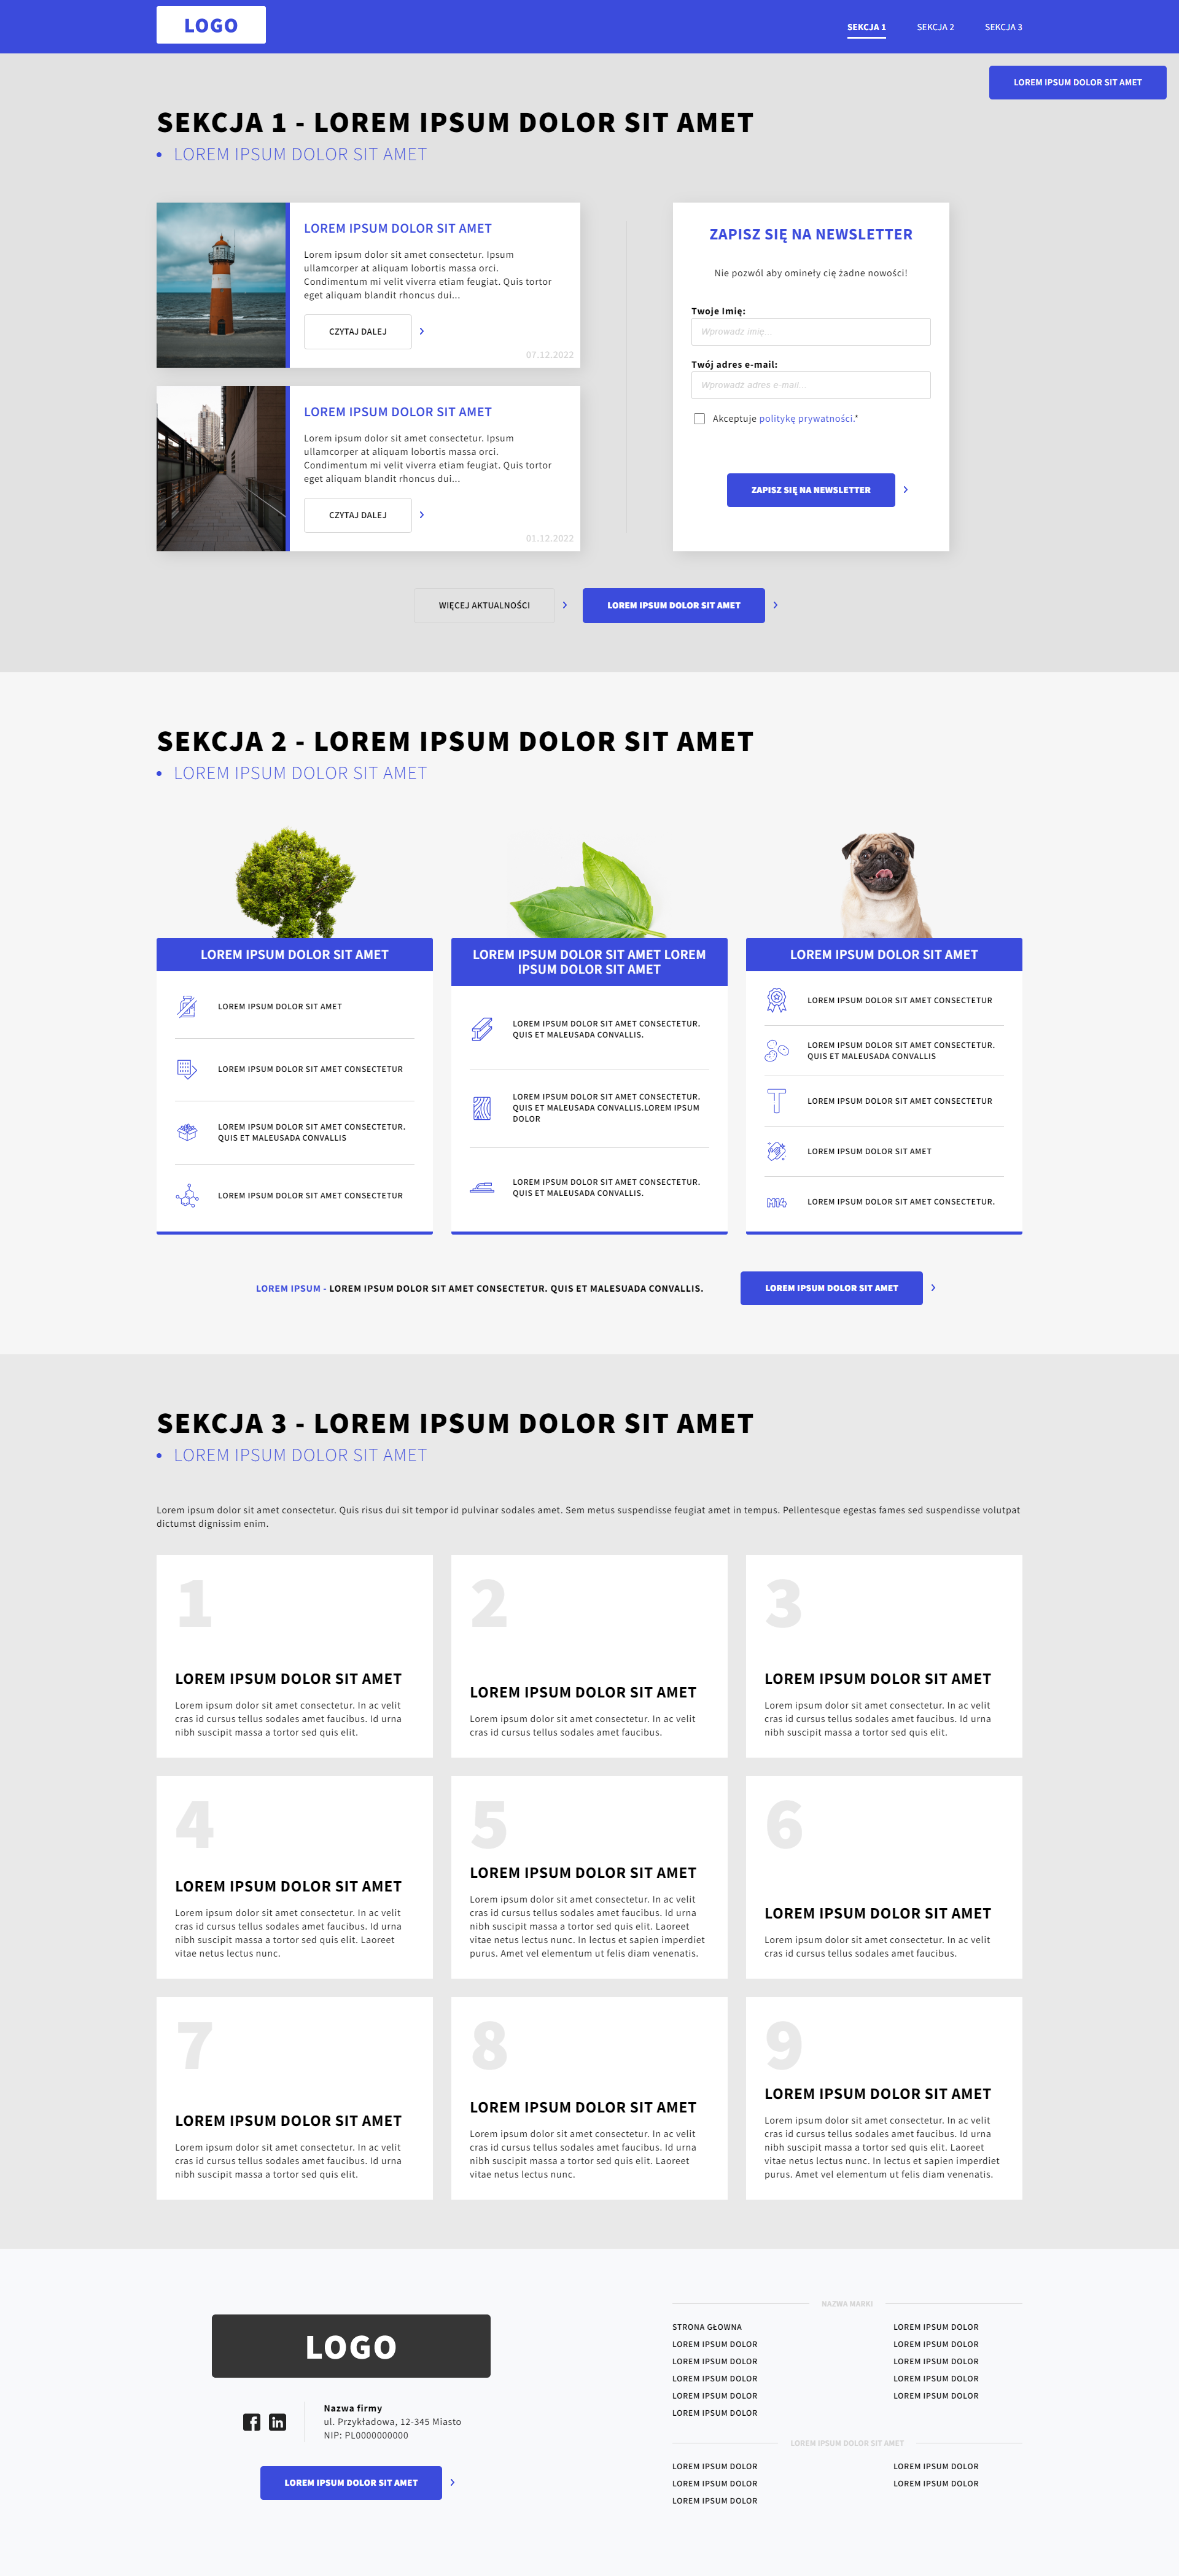 LOGO
SEKCJA 1
SEKCJA 2
SEKCJA 3
LOREM IPSUM DOLOR SIT AMET
SEKCJA 1 - LOREM IPSUM DOLOR SIT AMET
• LOREM IPSUM DOLOR SIT AMET
LOREM IPSUM DOLOR SIT AMET
Lorem ipsum dolor sit amet consectetur. Ipsum
ullamcorper at aliquam lobortis massa orci.
Condimentum mi velit viverra etiam feugiat. Quis tortor
eget aliquam blandit rhoncus dui...
CZYTAJ DALEJ
07.12.2022
LOREM IPSUM DOLOR SIT AMET
Lorem ipsum dolor sit amet consectetur. Ipsum
ullamcorper at aliquam lobortis massa orci.
Condimentum mi velit viverra etiam feugiat. Quis tortor
eget aliquam blandit rhoncus dui...
CZYTAJ DALEJ
01.12.2022
ZAPISZ SIĘ NA NEWSLETTER
Nie pozwól aby omineły cię żadne nowości!
Twoje Imię:
Wprowadź imię...
Twój adres e-mail:
Wprowadź adres e-mail...
Akceptuje politykę prywatności.*
ZAPISZ SIĘ NA NEWSLETTER
WIĘCEJ AKTUALNOŚCI
LOREM IPSUM DOLOR SIT AMET
SEKCJA 2 - LOREM IPSUM DOLOR SIT AMET
• LOREM IPSUM DOLOR SIT AMET
LOREM IPSUM DOLOR SIT AMET
LOREM IPSUM DOLOR SIT AMET
LOREM IPSUM DOLOR SIT AMET CONSECTETUR
LOREM IPSUM DOLOR SIT AMET CONSECTETUR.
QUIS ET MALEUSADA CONVALLIS
LOREM IPSUM DOLOR SIT AMET CONSECTETUR
LOREM IPSUM DOLOR SIT AMET LOREM
IPSUM DOLOR SIT AMET
LOREM IPSUM DOLOR SIT AMET CONSECTETUR.
QUIS ET MALEUSADA CONVALLIS.
LOREM IPSUM DOLOR SIT AMET CONSECTETUR.
QUIS ET MALEUSADA CONVALLIS.LOREM IPSUM
DOLOR
LOREM IPSUM DOLOR SIT AMET CONSECTETUR.
QUIS ET MALEUSADA CONVALLIS.
LOREM IPSUM DOLOR SIT AMET
LOREM IPSUM DOLOR SIT AMET CONSECTETUR
LOREM IPSUM DOLOR SIT AMET CONSECTETUR.
QUIS ET MALEUSADA CONVALLIS
T
LOREM IPSUM DOLOR SIT AMET CONSECTETUR
LOREM IPSUM DOLOR SIT AMET
LOREM IPSUM DOLOR SIT AMET CONSECTETUR.
LOREM IPSUM - LOREM IPSUM DOLOR SIT AMET CONSECTETUR. QUIS ET MALESUADA CONVALLIS.
LOREM IPSUM DOLOR SIT AMET
SEKCJA 3 - LOREM IPSUM DOLOR SIT AMET
• LOREM IPSUM DOLOR SIT AMET
Lorem ipsum dolor sit amet consectetur. Quis risus dui sit tempor id pulvinar sodales amet. Sem metus suspendisse feugiat amet in tempus. Pellentesque egestas fames sed suspendisse volutpat
dictumst dignissim enim.
1
LOREM IPSUM DOLOR SIT AMET
Lorem ipsum dolor sit amet consectetur. In ac velit
cras id cursus tellus sodales amet faucibus. Id urna
nibh suscipit massa a tortor sed quis elit.
2
LOREM IPSUM DOLOR SIT AMET
Lorem ipsum dolor sit amet consectetur. In ac velit
cras id cursus tellus sodales amet faucibus.
3
LOREM IPSUM DOLOR SIT AMET
Lorem ipsum dolor sit amet consectetur. In ac velit
cras id cursus tellus sodales amet faucibus. Id urna
nibh suscipit massa a tortor sed quis elit.
4
LOREM IPSUM DOLOR SIT AMET
Lorem ipsum dolor sit amet consectetur. In ac velit
cras id cursus tellus sodales amet faucibus. Id urna
nibh suscipit massa a tortor sed quis elit. Laoreet
vitae netus lectus nunc.
5
LOREM IPSUM DOLOR SIT AMET
Lorem ipsum dolor sit amet consectetur. In ac velit
cras id cursus tellus sodales amet faucibus. Id urna
nibh suscipit massa a tortor sed quis elit. Laoreet
vitae netus lectus nunc. In lectus et sapien imperdiet
purus. Amet vel elementum ut felis diam venenatis.
6
LOREM IPSUM DOLOR SIT AMET
Lorem ipsum dolor sit amet consectetur. In ac velit
cras id cursus tellus sodales amet faucibus.
7
LOREM IPSUM DOLOR SIT AMET
Lorem ipsum dolor sit amet consectetur. In ac velit
cras id cursus tellus sodales amet faucibus. Id urna
nibh suscipit massa a tortor sed quis elit.
8
LOREM IPSUM DOLOR SIT AMET
Lorem ipsum dolor sit amet consectetur. In ac velit
cras id cursus tellus sodales amet faucibus. Id urna
nibh suscipit massa a tortor sed quis elit. Laoreet
vitae netus lectus nunc.
9
LOREM IPSUM DOLOR SIT AMET
Lorem ipsum dolor sit amet consectetur. In ac velit
cras id cursus tellus sodales amet faucibus. Id urna
nibh suscipit massa a tortor sed quis elit. Laoreet
vitae netus lectus nunc. In lectus et sapien imperdiet
purus. Amet vel elementum ut felis diam venenatis.
LOGO
f
in
Nazwa firmy
ul. Przykładowa, 12-345 Miasto
NIP: PL0000000000
LOREM IPSUM DOLOR SIT AMET
NAZWA MARKI
STRONA GŁOWNA
LOREM IPSUM DOLOR
LOREM IPSUM DOLOR
LOREM IPSUM DOLOR
LOREM IPSUM DOLOR
LOREM IPSUM DOLOR
LOREM IPSUM DOLOR
LOREM IPSUM DOLOR
LOREM IPSUM DOLOR
LOREM IPSUM DOLOR
LOREM IPSUM DOLOR
LOREM IPSUM DOLOR SIT AMET
LOREM IPSUM DOLOR
LOREM IPSUM DOLOR
LOREM IPSUM DOLOR
LOREM IPSUM DOLOR
LOREM IPSUM DOLOR